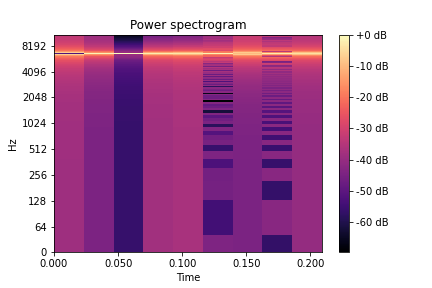 Power spectrogram
Hz
8192
4096
2048
1024
512
256
128
64
0
0.000
0.050
0.100
0.150
0.200
Time
+0 dB
-10 dB
-20 dB
-30 dB
-40 dB
-50 dB
-60 dB